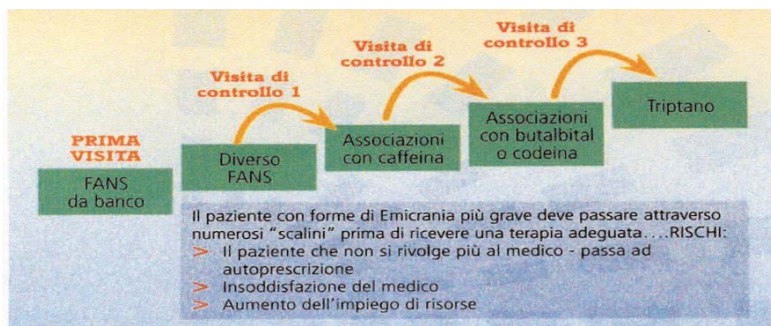 Visita di
controllo 3
Visita di
controllo 2
Visita di
controllo 1
PRIMA
VISITA
FANS
da banco
Diverso
FANS
Associazioni
con caffeina
Associazioni
con butalbital
o codeina
Triptano
Il paziente con forme di Emicrania più grave deve passare attraverso
numerosi "scalini" prima di ricevere una terapia adeguata....RISCHI:
> Il paziente che non si rivolge più al medico - passa ad
autoprescrizione
> Insoddisfazione del medico
> Aumento dell'impiego di risorse